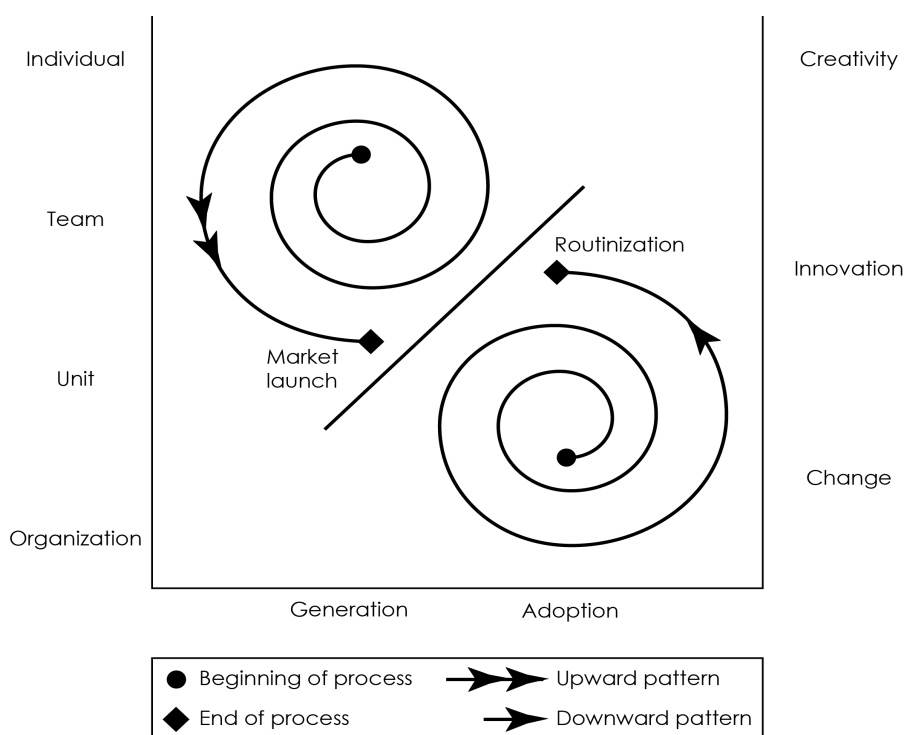 Individual
Creativity
Team
Routinization
Innovation
Market
launch
Unit
Change
Organization
Generation
Adoption
Beginning of process
Upward pattern
End of process
Downward pattern